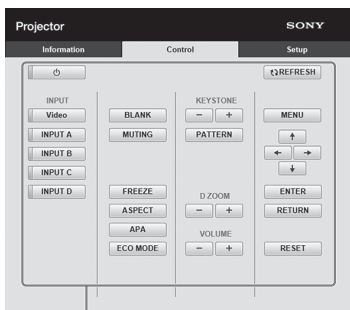 Projector SONY
Information Control Setup
REFRESH
INPUT KEYSTONE
Video BLANK - + MENU
INPUT A MUTING PATTERN
INPUT B
INPUT C
INPUT D FREEZE D ZOOM ENTER
ASPECT - + RETURN
APA VOLUME
ECO MODE - + RESET